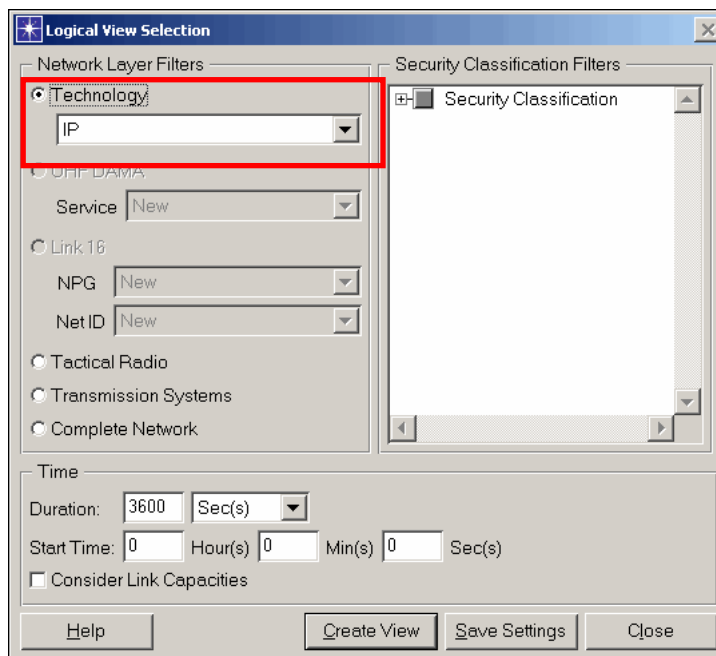 Logical View Selection
Network Layer Filters
Technology
IP
UHF DAMA
Service New
Link 16
NPG New
Net ID New
Tactical Radio
Transmission Systems
Complete Network
Security Classification Filters
Security Classification
Time
Duration: 3600 Sec(s)
Start Time: 0 Hour(s) 0 Min(s) 0 Sec(s)
Consider Link Capacities
Help Create View Save Settings Close